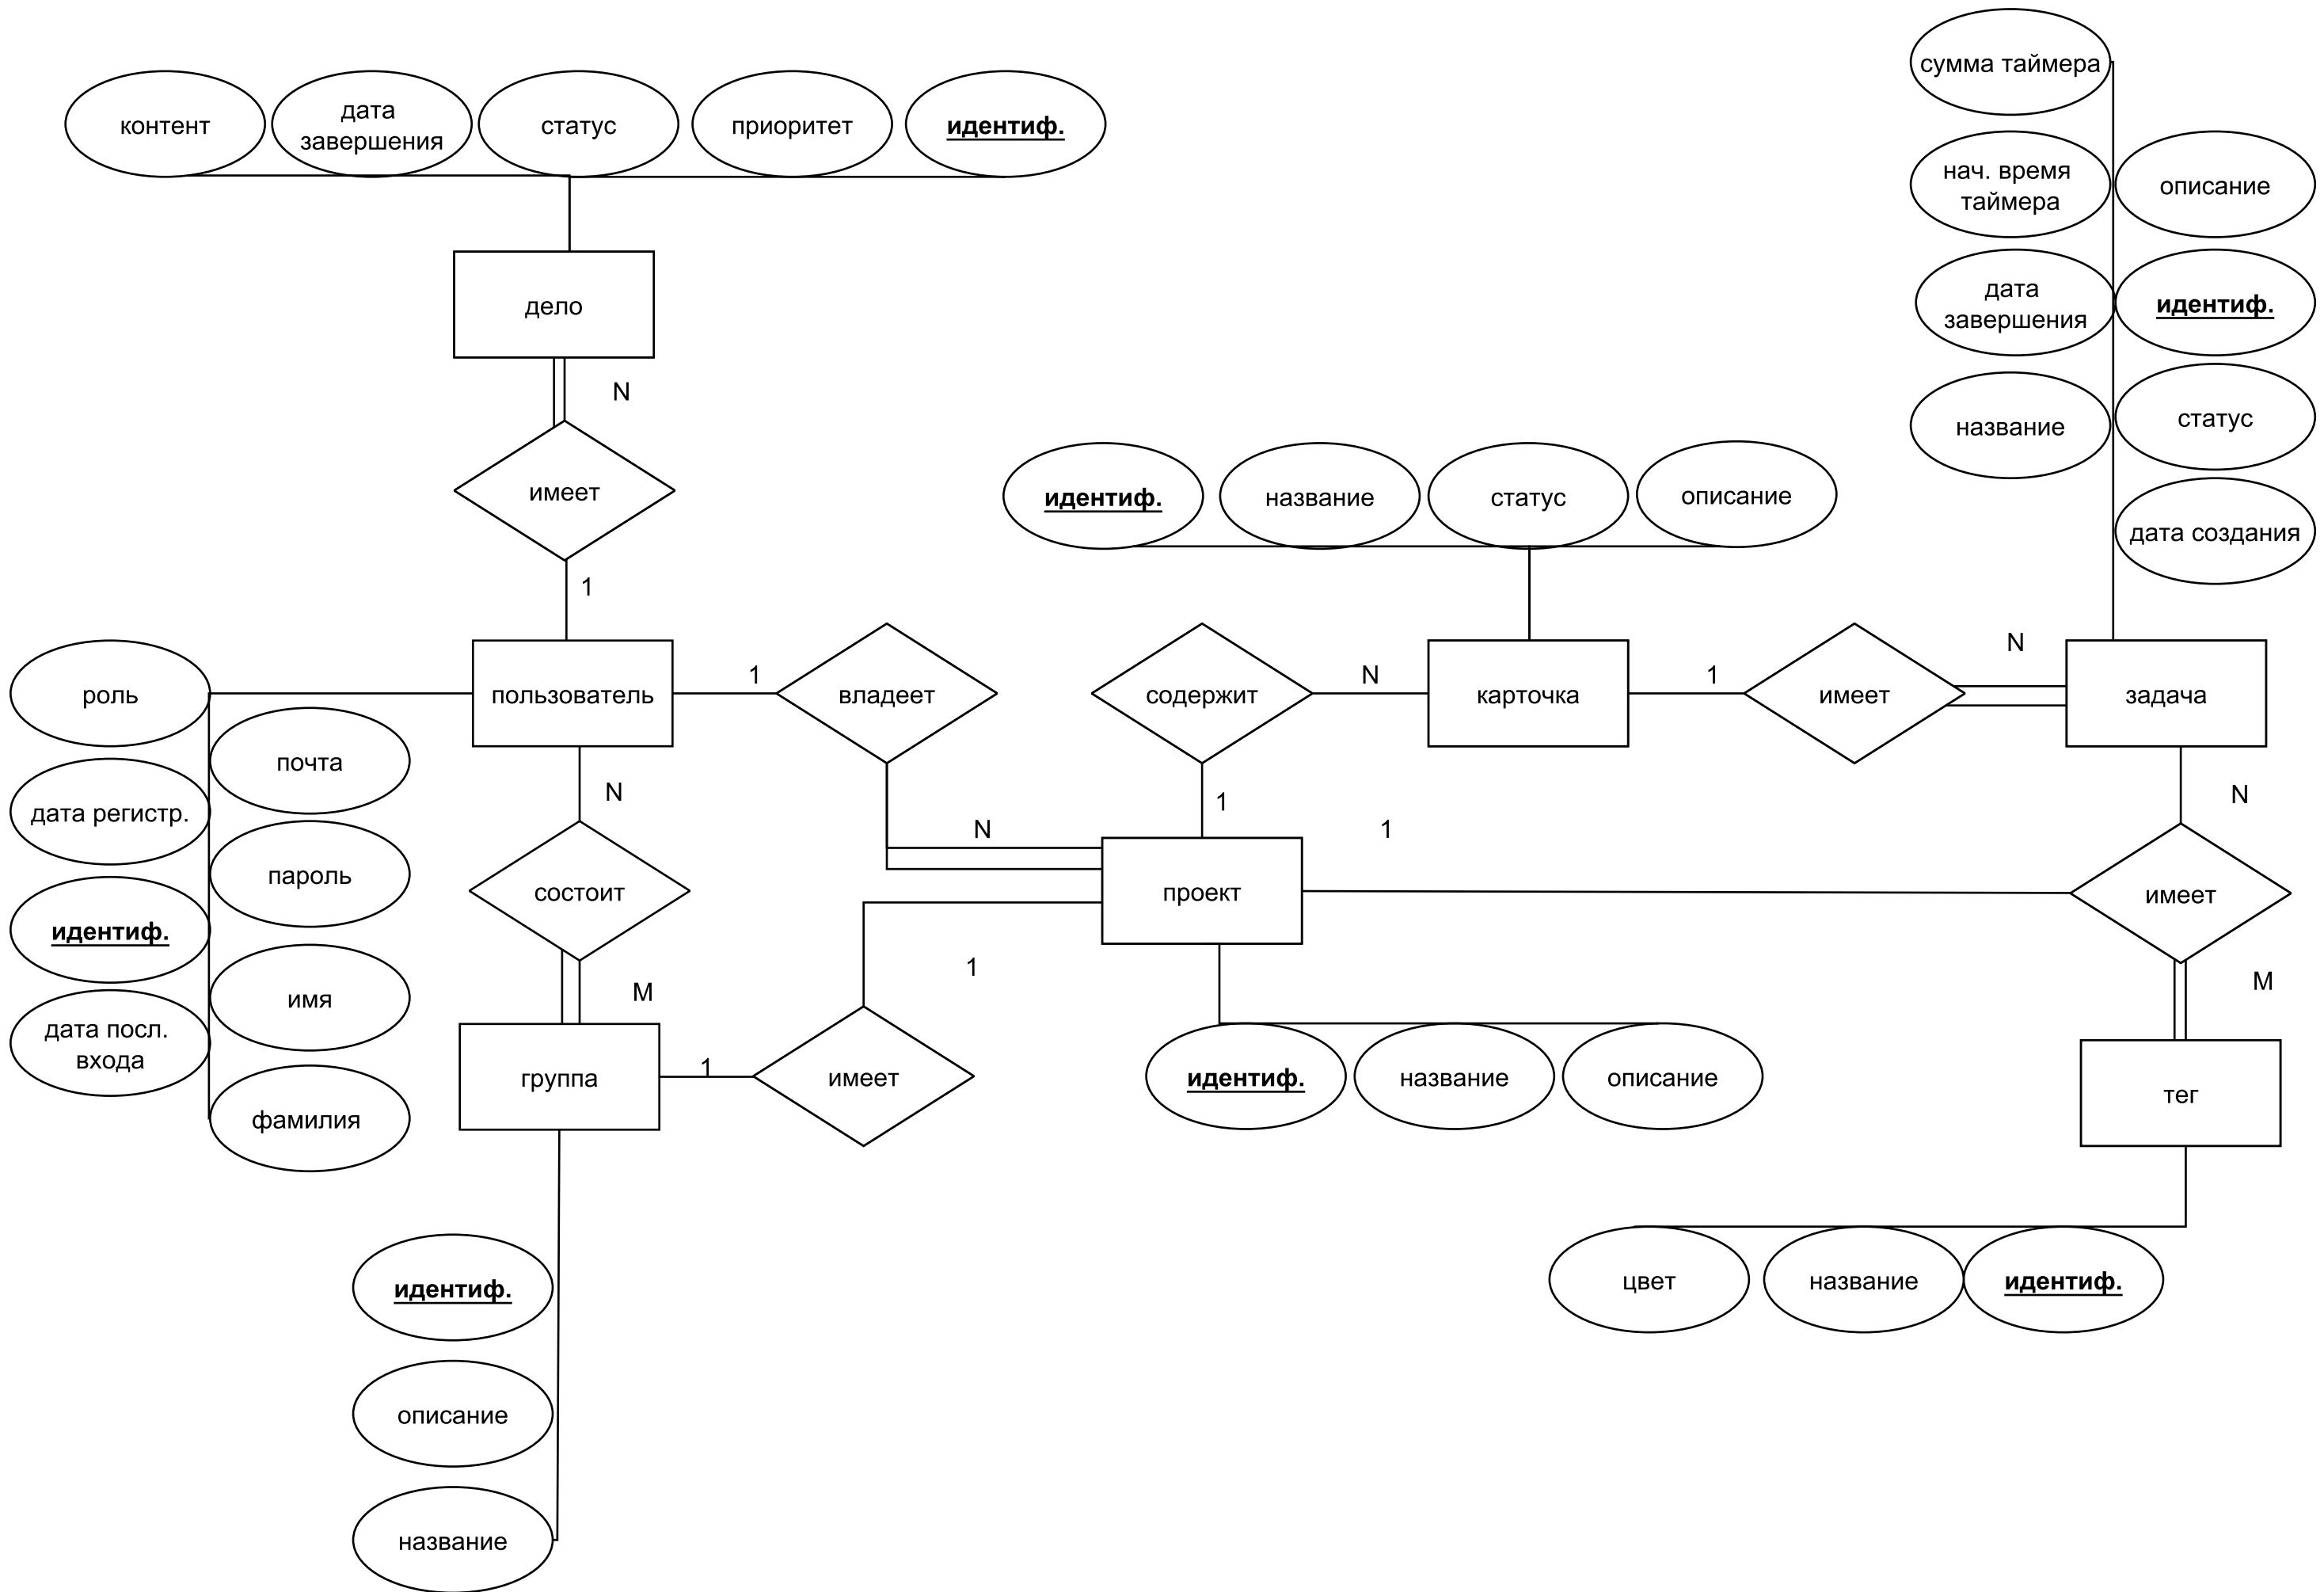 сумма таймера
контент
дата
завершения
статус
приоритет
идентиф.
нач. время
таймера
описание
дело
дата
завершения
идентиф.
N
название
статус
имеет
идентиф.
название
статус
описание
дата создания
1
роль
пользователь
1
владеет
содержит
N
карточка
1
имеет
N
задача
почта
дата регистр.
N
1
N
N
1
пароль
состоит
проект
имеет
идентиф.
1
M
M
имя
дата посл.
входа
группа
1
имеет
идентиф.
название
описание
тег
фамилия
идентиф.
цвет
название
идентиф.
описание
название